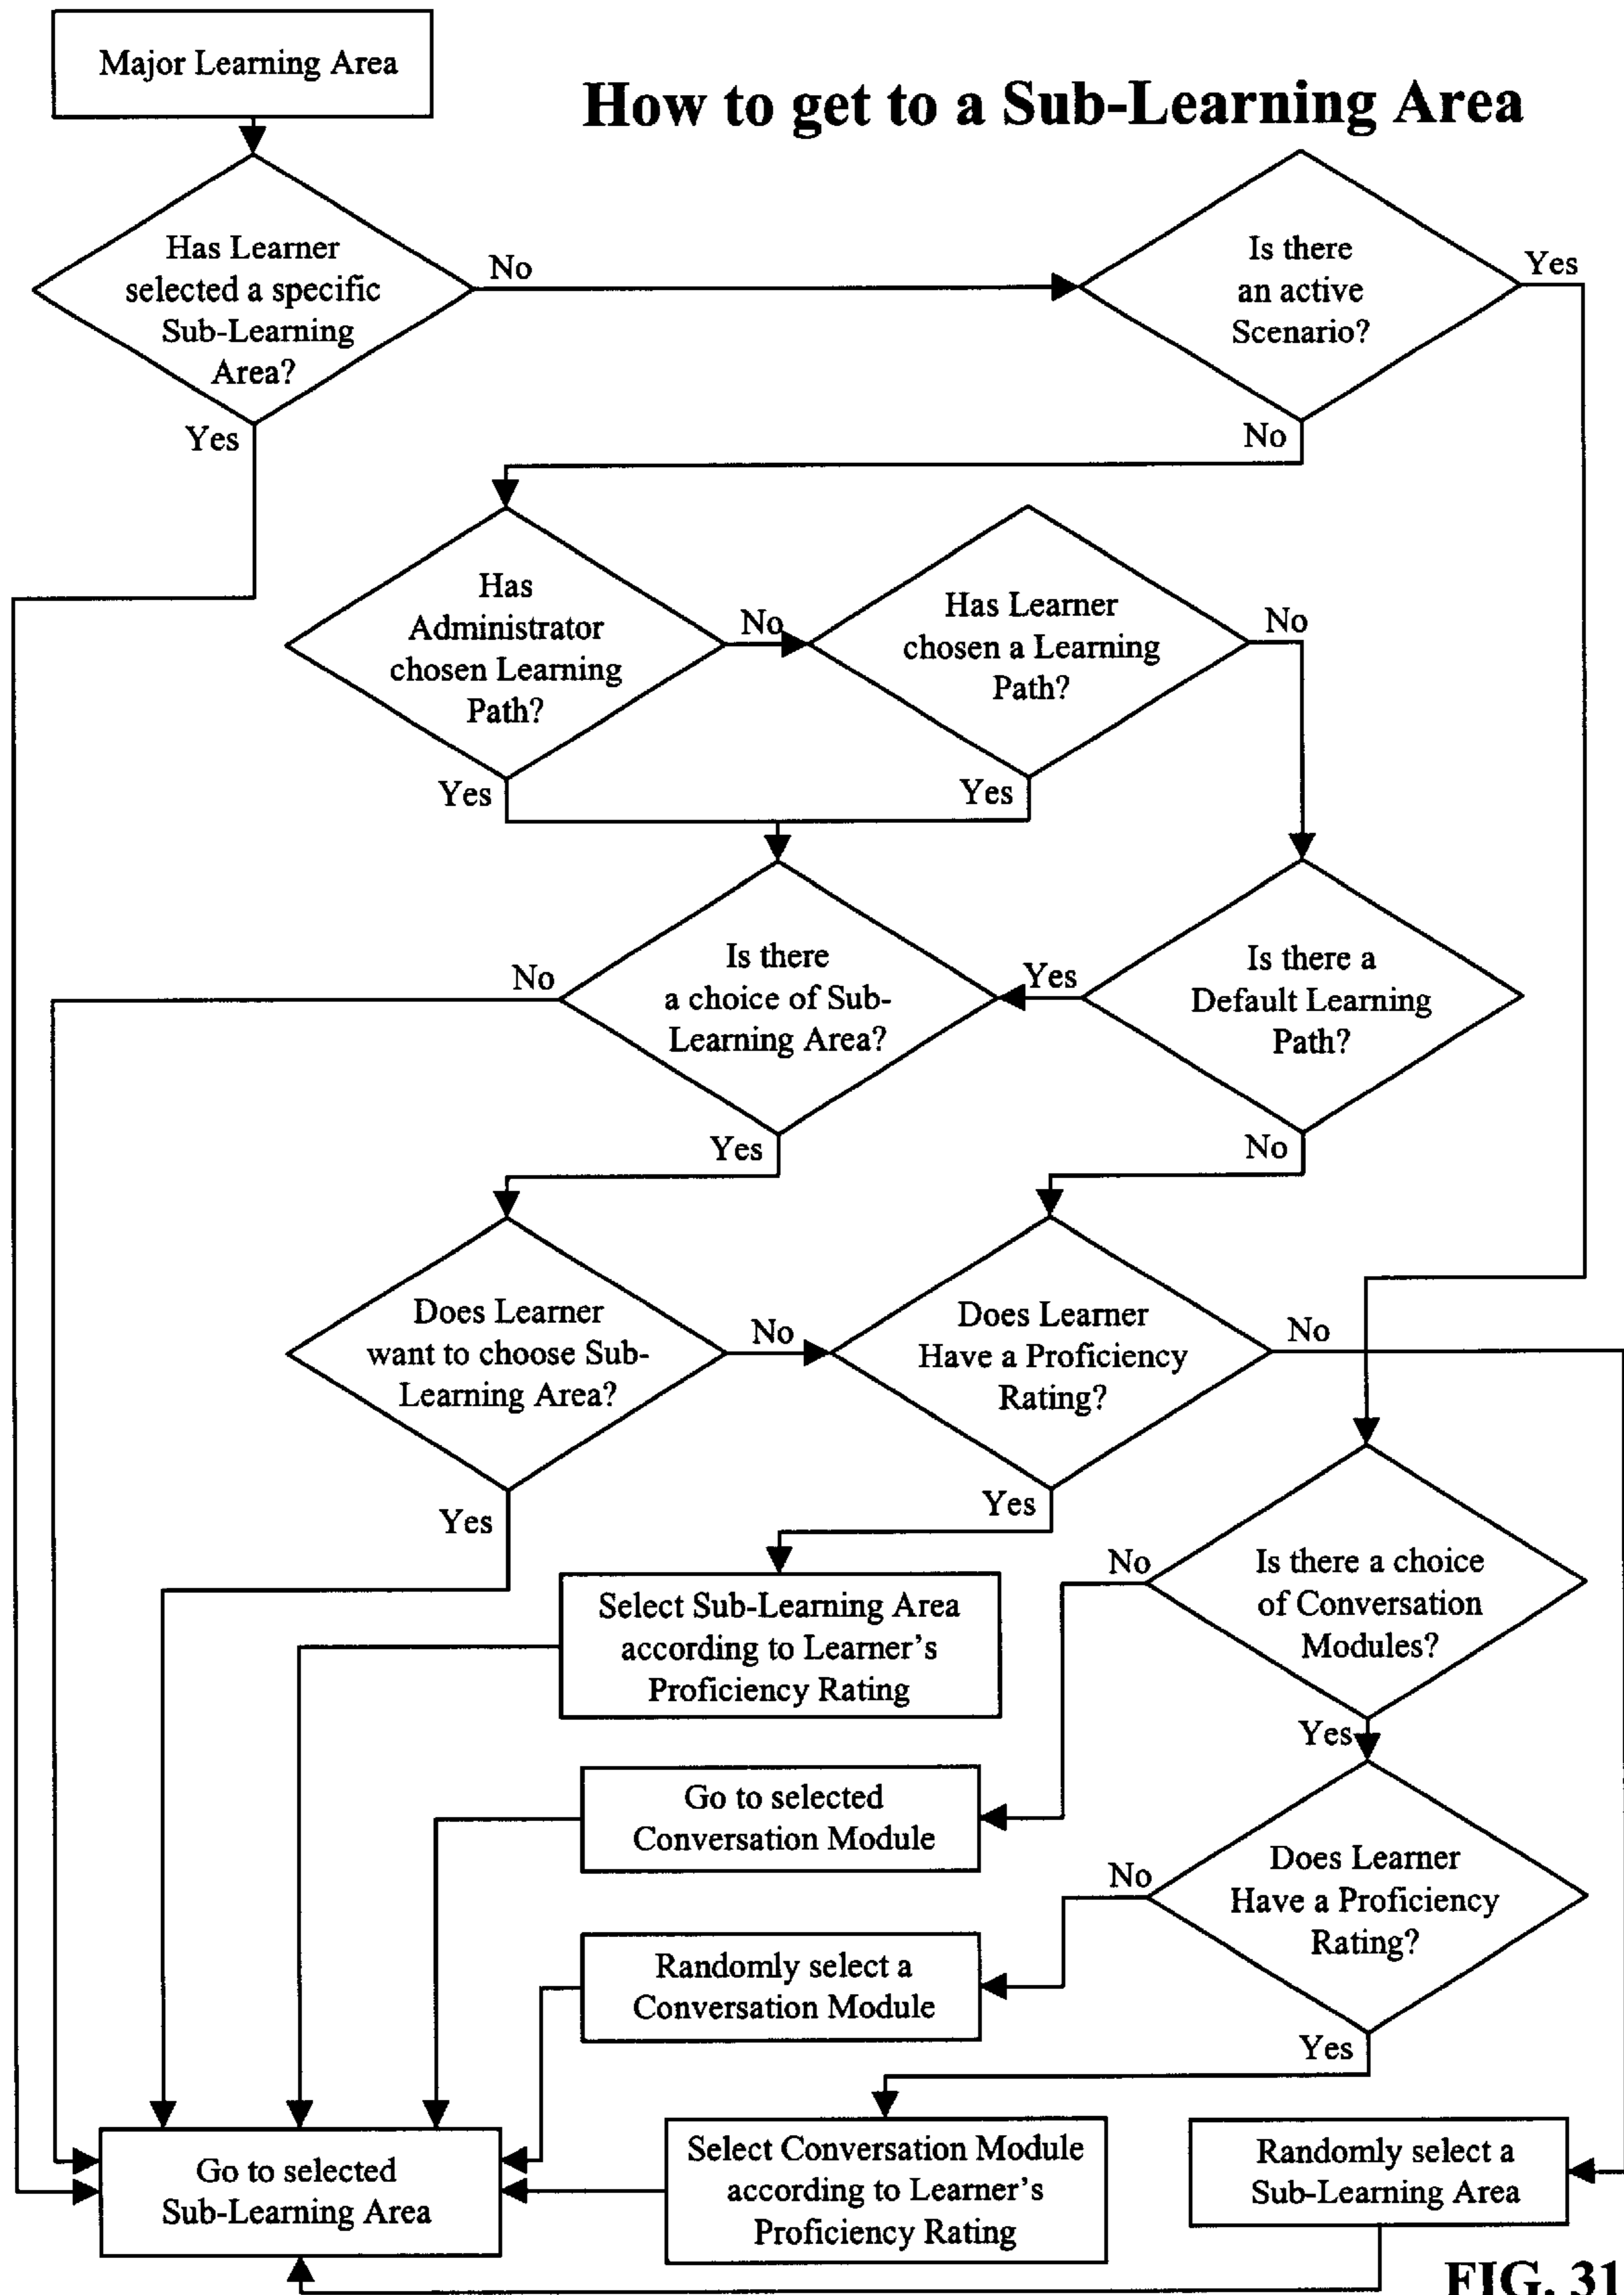 Major Learning Area
How to get to a Sub-Learning Area
Has Learner
selected a specific
Sub-Learning
Area?
No
Is there
an active
Scenario?
Yes
Yes
No
Has
Administrator
chosen Learning
Path?
No
Has Learner
chosen a Learning
Path?
No
Yes
Yes
No
Is there
a choice of Sub-
Learning Area?
Yes
Is there a
Default Learning
Path?
Yes
No
Does Learner
want to choose Sub-
Learning Area?
No
Does Learner
Have a Proficiency
Rating?
No
Yes
Yes
Select Sub-Learning Area
according to Learner's
Proficiency Rating
No
Is there a choice
of Conversation
Modules?
Yes
Go to selected
Conversation Module
No
Does Learner
Have a Proficiency
Rating?
Randomly select a
Conversation Module
Yes
Go to selected
Sub-Learning Area
Select Conversation Module
according to Learner's
Proficiency Rating
Randomly select a
Sub-Learning Area
FIG. 31